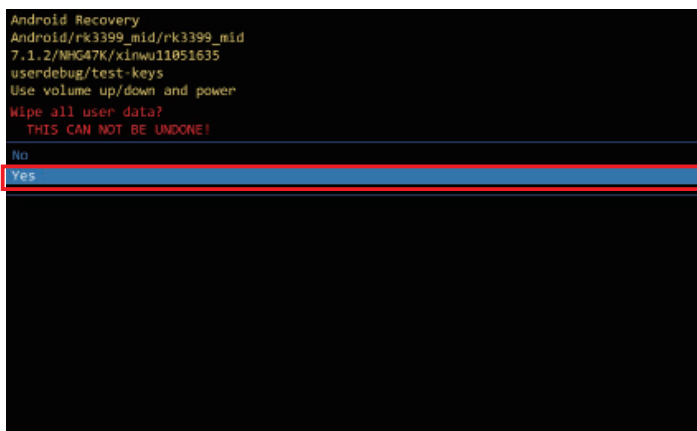 Android Recovery
Android/rk3399_mid/rk3399_mid
7.1.2/NHG47K/xinwu11051635
userdebug/test-keys
Use volume up/down and power
Wipe all user data?
THIS CAN NOT BE UNDONE!
No
Yes